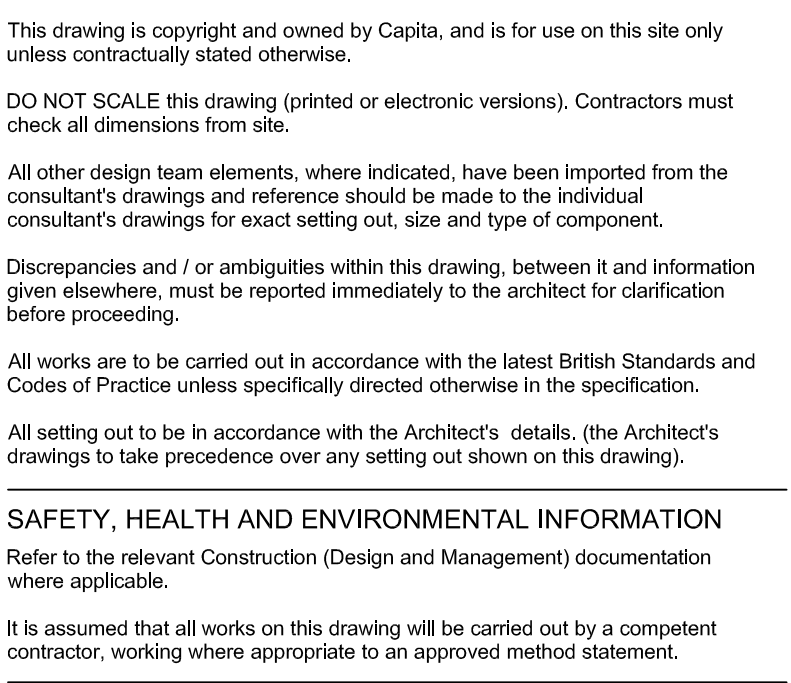 This drawing is copyright and owned by Capita, and is for use on this site only
unless contractually stated otherwise.
DO NOT SCALE this drawing (printed or electronic versions). Contractors must
check all dimensions from site.
All other design team elements, where indicated, have been imported from the
consultant's drawings and reference should be made to the individual
consultant's drawings for exact setting out, size and type of component.
Discrepancies and / or ambiguities within this drawing, between it and information
given elsewhere, must be reported immediately to the architect for clarification
before proceeding.
All works are to be carried out in accordance with the latest British Standards and
Codes of Practice unless specifically directed otherwise in the specification.
All setting out to be in accordance with the Architect's  details. (the Architect's
drawings to take precedence over any setting out shown on this drawing).
SAFETY, HEALTH AND ENVIRONMENTAL INFORMATION
Refer to the relevant Construction (Design and Management) documentation
where applicable.
It is assumed that all works on this drawing will be carried out by a competent
contractor, working where appropriate to an approved method statement.